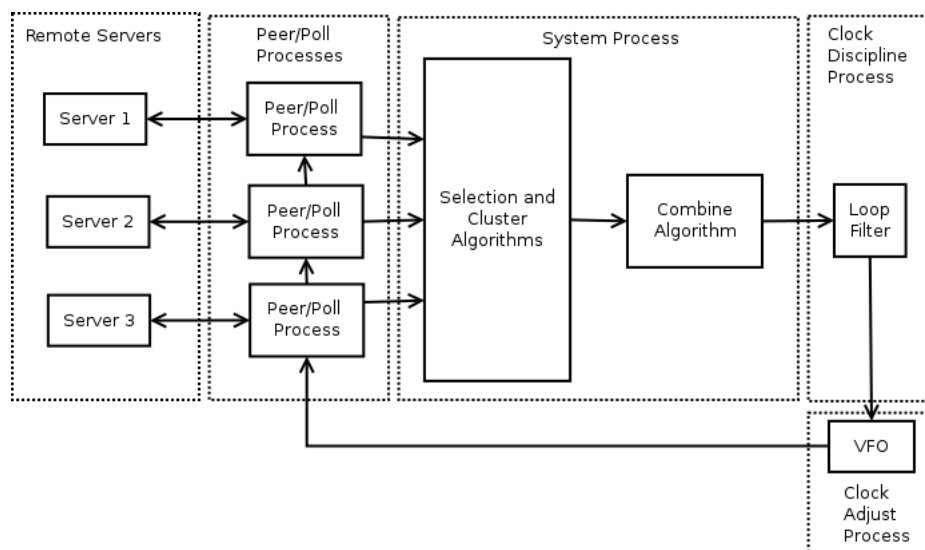 Remote Servers
Server 1
Server 2
Server 3
Peer/Poll
Processes
Peer/Poll
Process
Peer/Poll
Process
Peer/Poll
Process
System Process
Selection and
Cluster
Algorithms
Combine
Algorithm
Clock
Discipline
Process
Loop
Filter
VFO
Clock
Adjust
Process